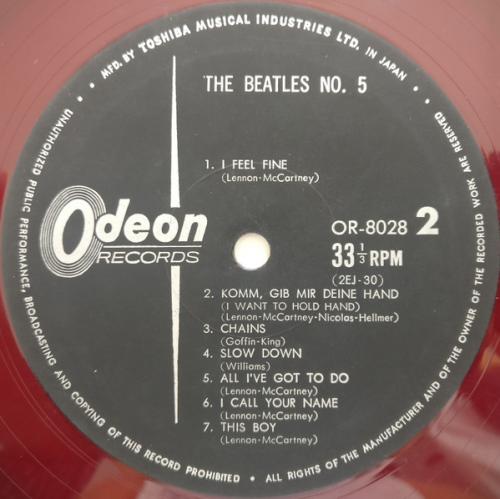 MFD. BY TOSHIBA MUSICAL INDUSTRIES LTD. IN JAPAN •
UNAUTHORIZED PUBLIC PERFORMANCE, BROADCASTING AND COPYING OF THIS RECORD PROHIBITED • ALL RIGHTS OF THE MANUFACTURER AND OF THE OWNER OF THE RECORDED WORK ARE RESERVED
THE BEATLES NO. 5
1. I FEEL FINE
(Lennon-McCartney)
Odeon
RECORDS
OR-8028 2
33 1/3 RPM
(2EJ-30)
2. KOMM, GIB MIR DEINE HAND
(I WANT TO HOLD HAND)
(Lennon-McCartney-Nicolas-Hellmer)
3. CHAINS
(Goffin-King)
4. SLOW DOWN
(Williams)
5. ALL I'VE GOT TO DO
(Lennon-McCartney)
6. I CALL YOUR NAME
(Lennon-McCartney)
7. THIS BOY
(Lennon-McCartney)